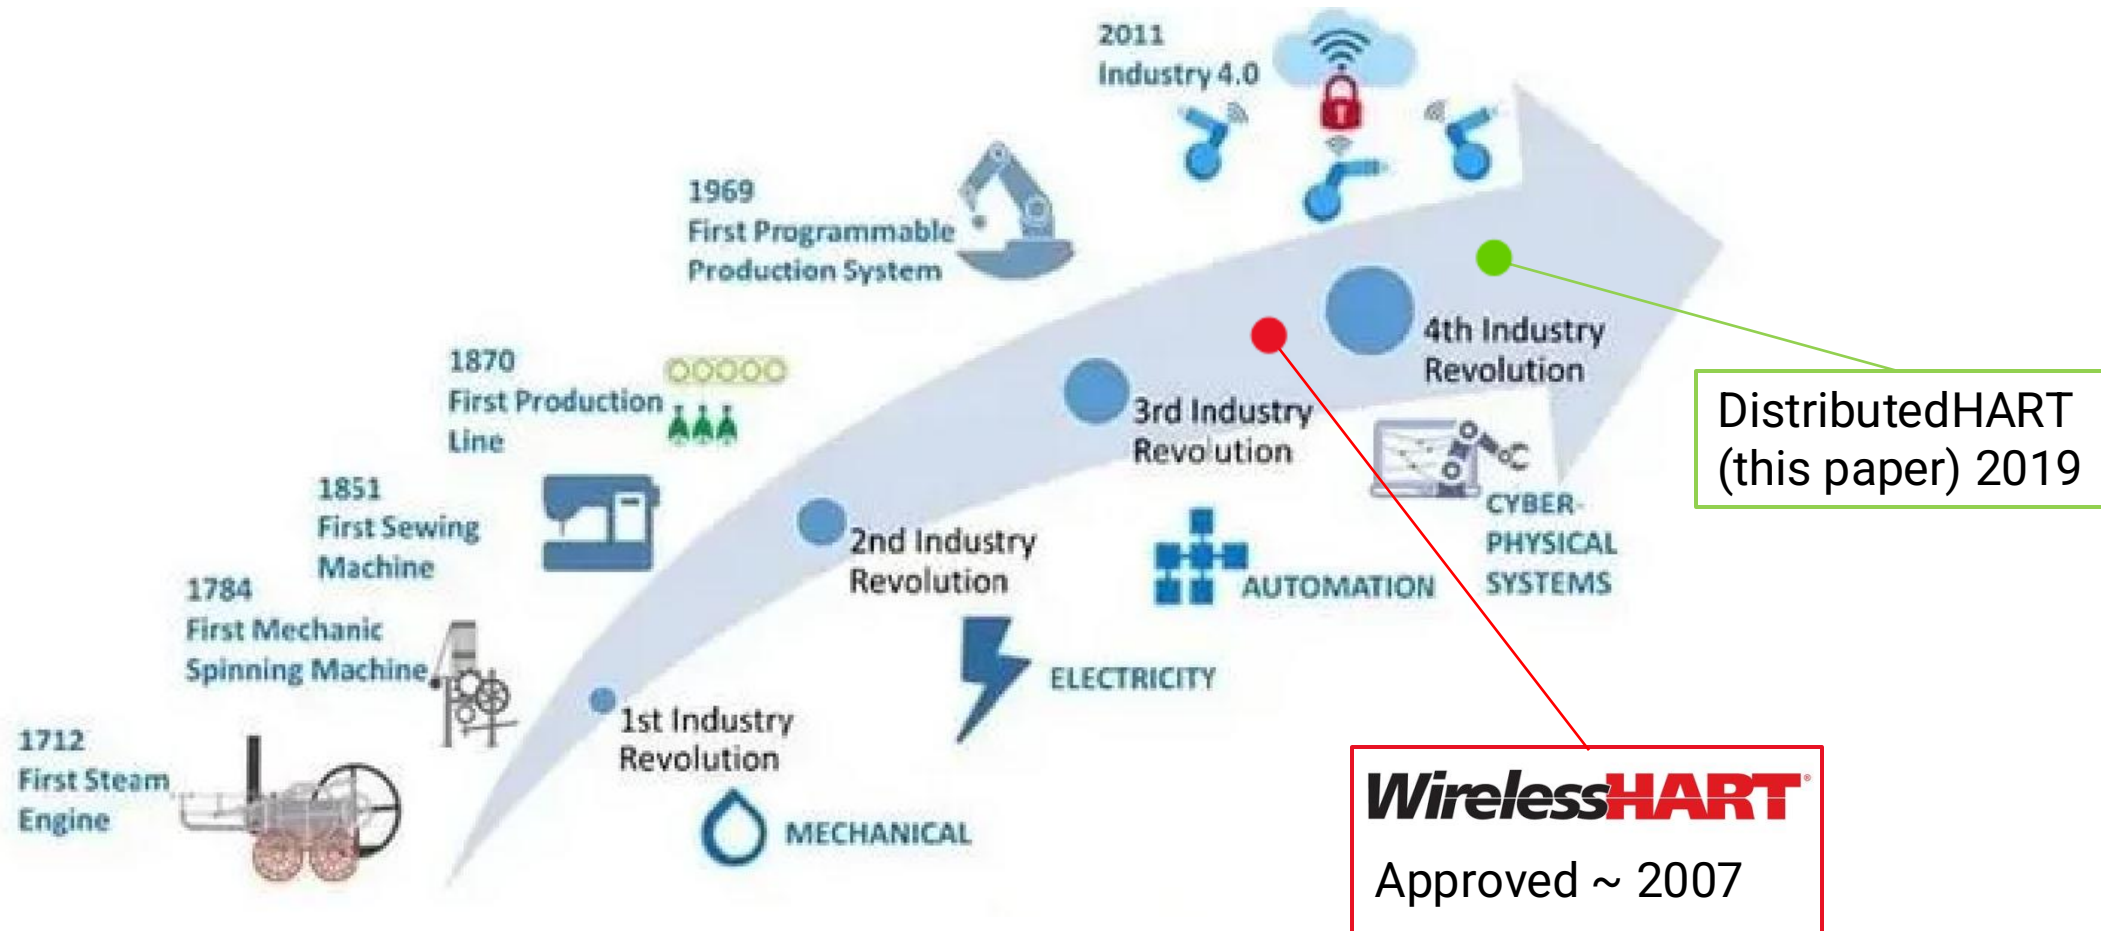 2011
Industry 4.0
1969
First Programmable
Production System
1870
First Production
Line
1851
First Sewing
Machine
1784
First Mechanic
Spinning Machine
1712
First Steam
Engine
4th Industry
Revolution
3rd Industry
Revolution
2nd Industry
Revolution
1st Industry
Revolution
CYBER-
PHYSICAL
SYSTEMS
AUTOMATION
ELECTRICITY
MECHANICAL
DistributedHART
(this paper) 2019
WirelessHART®
Approved ~ 2007